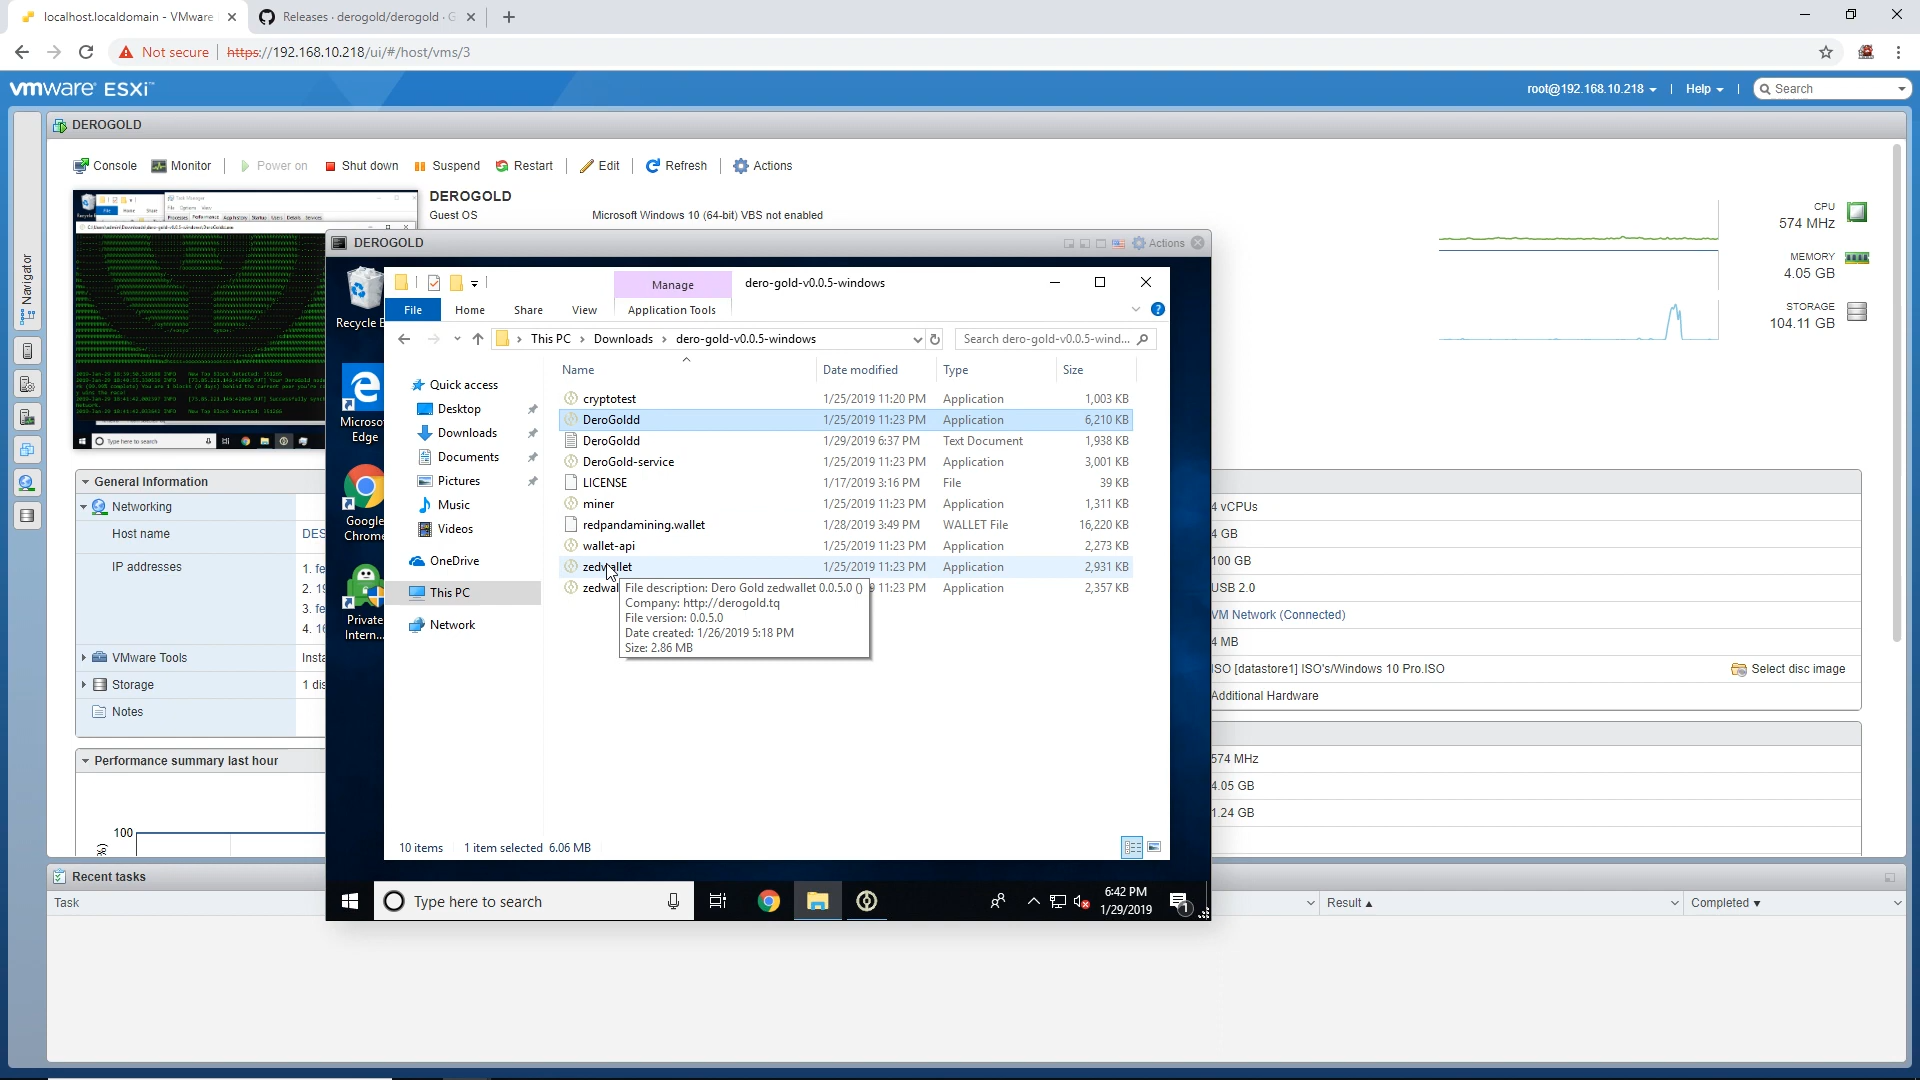 localhost.localdomain - VMware
Releases · derogold/derogold · G
Not secure
https://192.168.10.218/ui/#/host/vms/3
vmware ESXi™
root@192.168.10.218
Help
Search
Navigator
DEROGOLD
Console
Monitor
Power on
Shut down
Suspend
Restart
Edit
Refresh
Actions
DEROGOLD
Guest OS
Microsoft Windows 10 (64-bit) VBS not enabled
CPU
574 MHz
MEMORY
4.05 GB
STORAGE
104.11 GB
DEROGOLD
Actions
Recycle B
Microsof
Edge
Google
Chrome
Private
Intern...
Manage
dero-gold-v0.0.5-windows
File
Home
Share
View
Application Tools
This PC
Downloads
dero-gold-v0.0.5-windows
Search dero-gold-v0.0.5-wind...
Quick access
Desktop
Downloads
Documents
Pictures
Music
Videos
OneDrive
This PC
Network
Name Date modified Type Size
cryptotest 1/25/2019 11:20 PM Application 1,003 KB
DeroGoldd 1/25/2019 11:23 PM Application 6,210 KB
DeroGoldd 1/29/2019 6:37 PM Text Document 1,938 KB
DeroGold-service 1/25/2019 11:23 PM Application 3,001 KB
LICENSE 1/17/2019 3:16 PM File 39 KB
miner 1/25/2019 11:23 PM Application 1,311 KB
redpandamining.wallet 1/28/2019 3:49 PM WALLET File 16,220 KB
wallet-api 1/25/2019 11:23 PM Application 2,273 KB
zedwallet 1/25/2019 11:23 PM Application 2,931 KB
zedwal 9 11:23 PM Application 2,357 KB
File description: Dero Gold zedwallet 0.0.5.0 ()
Company: http://derogold.tq
File version: 0.0.5.0
Date created: 1/26/2019 5:18 PM
Size: 2.86 MB
10 items
1 item selected 6.06 MB
Type here to search
6:42 PM
1/29/2019
1
General Information
Networking
Host name
DES
IP addresses
1. fe
2. 19
3. fe
4. 16
VMware Tools
Insta
Storage
1 dis
Notes
Performance summary last hour
100
4 vCPUs
4 GB
100 GB
USB 2.0
VM Network (Connected)
4 MB
ISO [datastore1] ISO's/Windows 10 Pro.ISO
Select disc image
Additional Hardware
574 MHz
4.05 GB
1.24 GB
Recent tasks
Task
Result
Completed